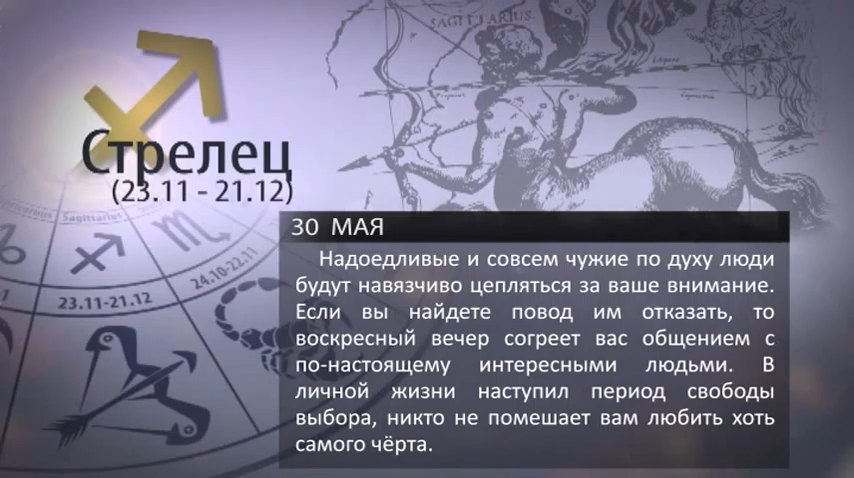 SAGITTARIUS.
Стрелец
(23.11 - 21.12)
Sagittarius
23.11-21.12
24.10-22.11
30 МАЯ
Надоедливые и совсем чужие по духу люди
будут навязчиво цепляться за ваше внимание.
Если вы найдете повод им отказать, то
воскресный вечер согреет вас общением с
по-настоящему интересными людьми. В
личной жизни наступил период свободы
выбора, никто не помешает вам любить хоть
самого чёрта.